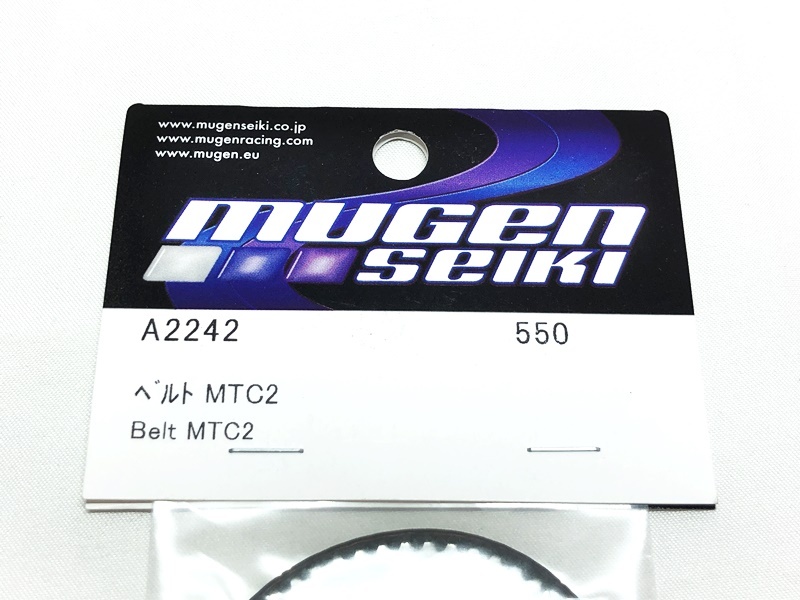 www.mugenseiki.co.jp
www.mugenracing.com
www.mugen.eu
mugen
seiki
A2242 550
ベルト MTC2
Belt MTC2